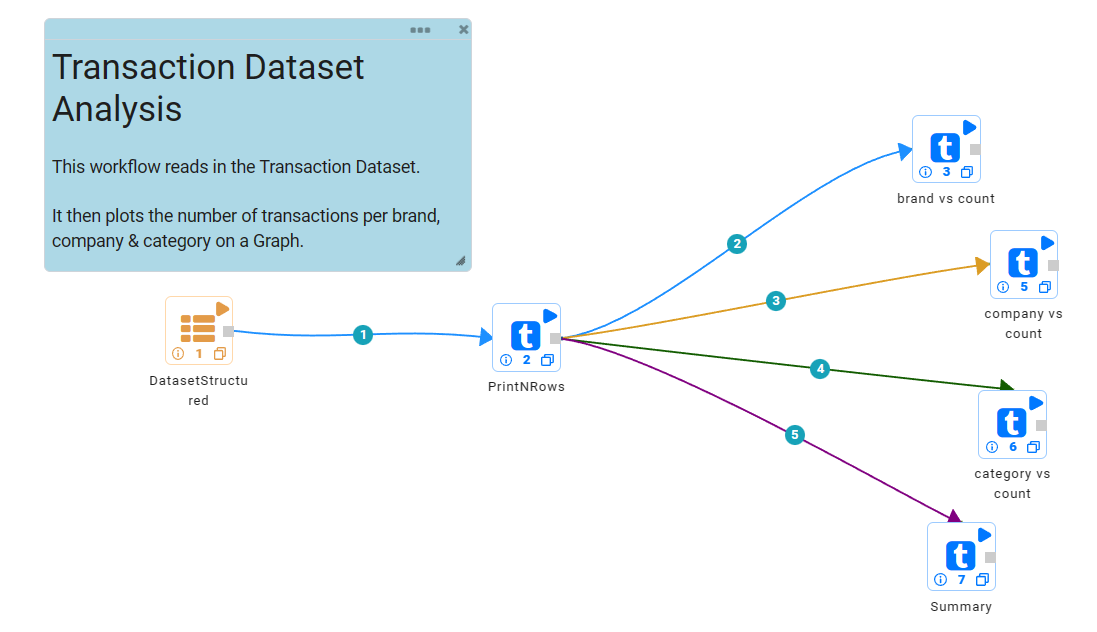 Transaction Dataset
Analysis
This workflow reads in the Transaction Dataset.
It then plots the number of transactions per brand,
company & category on a Graph.
1
DatasetStructu
red
1
t
2
PrintNRows
2
3
4
5
t
3
brand vs count
t
5
company vs
count
t
6
category vs
count
t
7
Summary